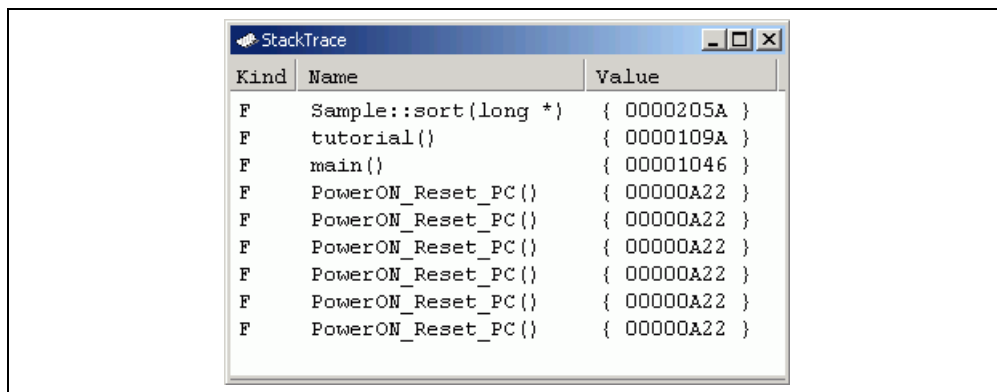 StackTrace
Kind Name Value
F Sample::sort(long *) { 0000205A }
F tutorial() { 0000109A }
F main() { 00001046 }
F PowerON_Reset_PC() { 00000A22 }
F PowerON_Reset_PC() { 00000A22 }
F PowerON_Reset_PC() { 00000A22 }
F PowerON_Reset_PC() { 00000A22 }
F PowerON_Reset_PC() { 00000A22 }
F PowerON_Reset_PC() { 00000A22 }